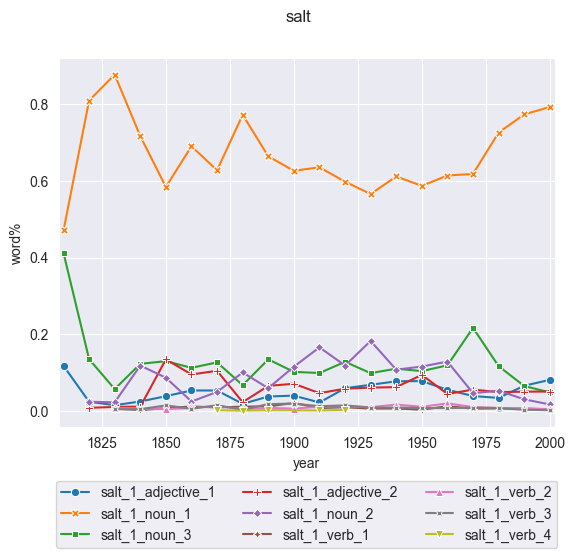 salt
word%
0.8
0.6
0.4
0.2
0.0
1825 1850 1875 1900 1925 1950 1975 2000
year
salt_1_adjective_1 salt_1_adjective_2 salt_1_verb_2
salt_1_noun_1 salt_1_noun_2 salt_1_verb_3
salt_1_noun_3 salt_1_verb_1 salt_1_verb_4